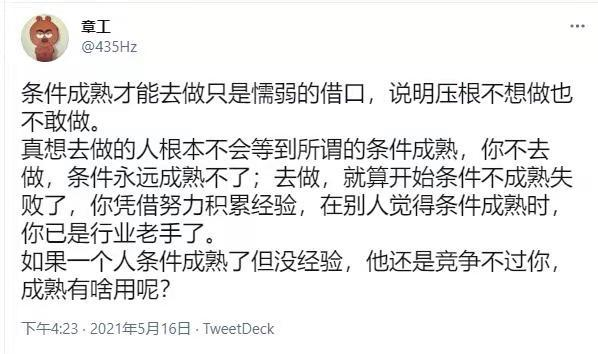 章工
@435Hz
条件成熟才能去做只是懦弱的借口，说明压根不想做也
不敢做。
真想去做的人根本不会等到所谓的条件成熟，你不去
做，条件永远成熟不了；去做，就算开始条件不成熟失
败了，你凭借努力积累经验，在别人觉得条件成熟时，
你已是行业老手了。
如果一个人条件成熟了但没经验，他还是竞争不过你，
成熟有啥用呢？
下午4:23 · 2021年5月16日 · TweetDeck